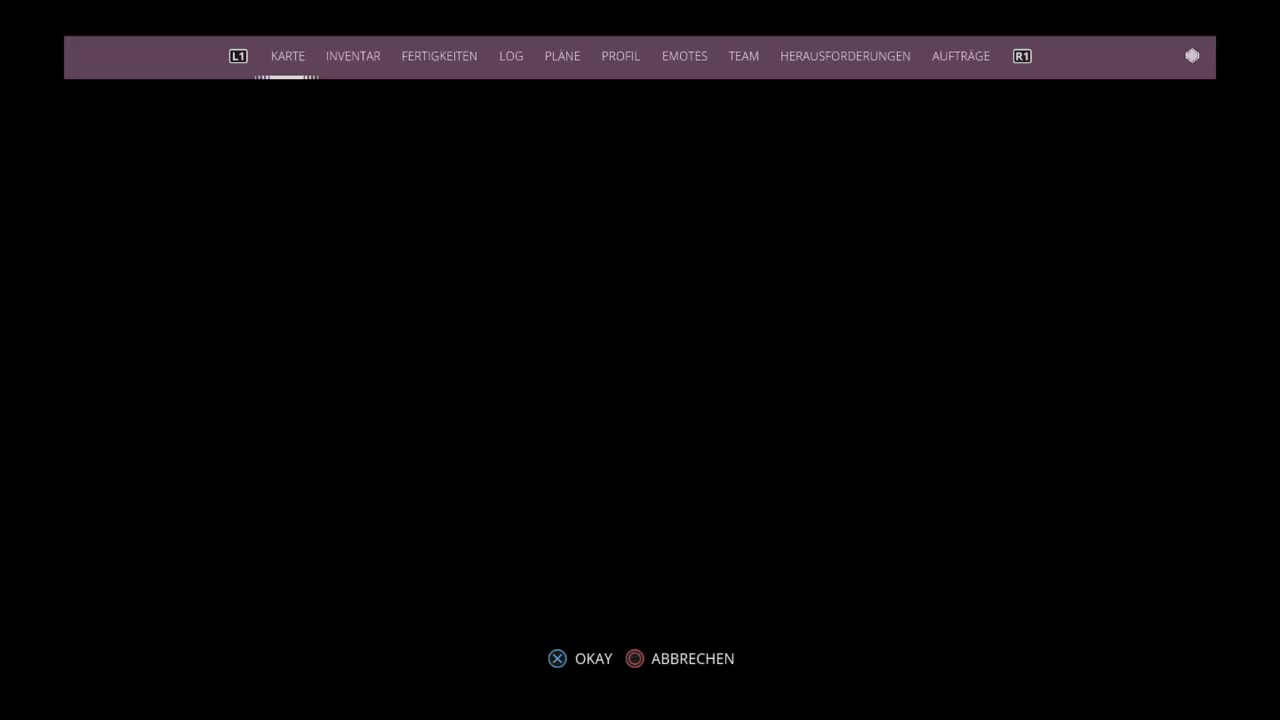 L1 KARTE INVENTAR FERTIGKEITEN LOG PLÄNE PROFIL EMOTES TEAM HERAUSFORDERUNGEN AUFTRÄGE R1
OKAY ABBRECHEN